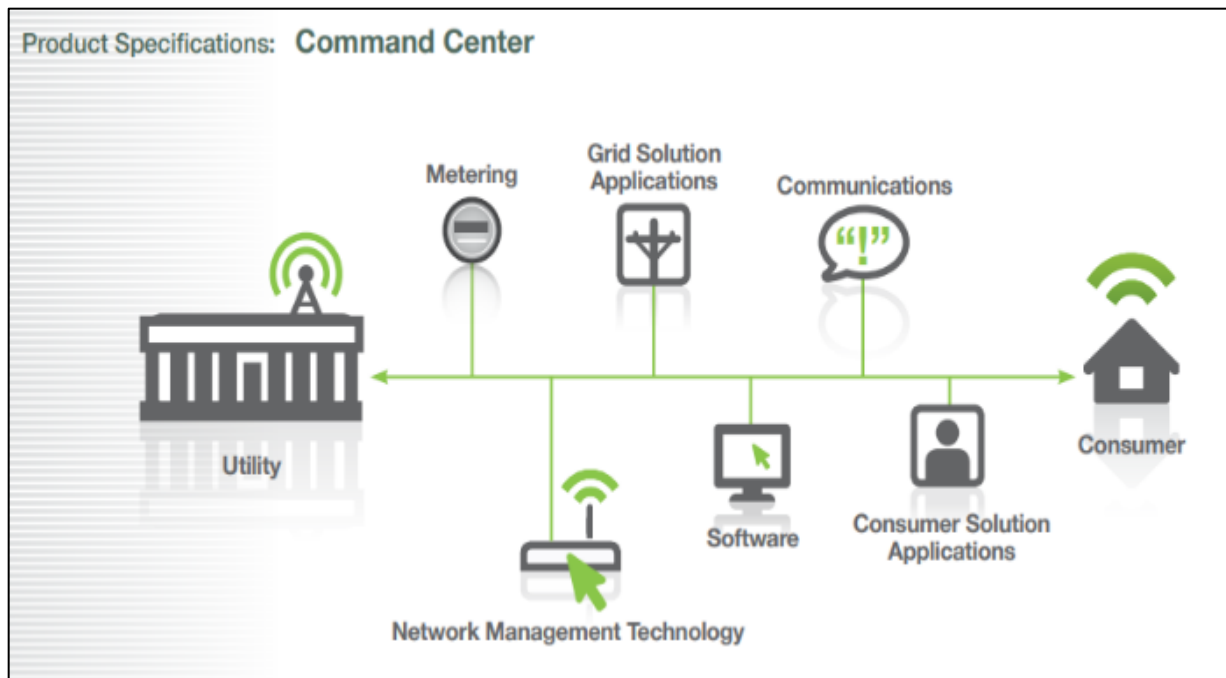 Product Specifications: Command Center
Metering
Grid Solution
Applications
Communications
“!”
Utility
Consumer
Software
Consumer Solution
Applications
Network Management Technology